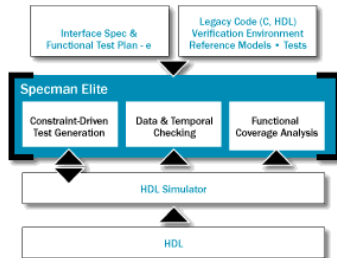 Interface Spec &
Functional Test Plan - e
Legacy Code (C, HDL)
Verification Environment
Reference Models • Tests
Specman Elite
Constraint-Driven
Test Generation
Data & Temporal
Checking
Functional
Coverage Analysis
HDL Simulator
HDL